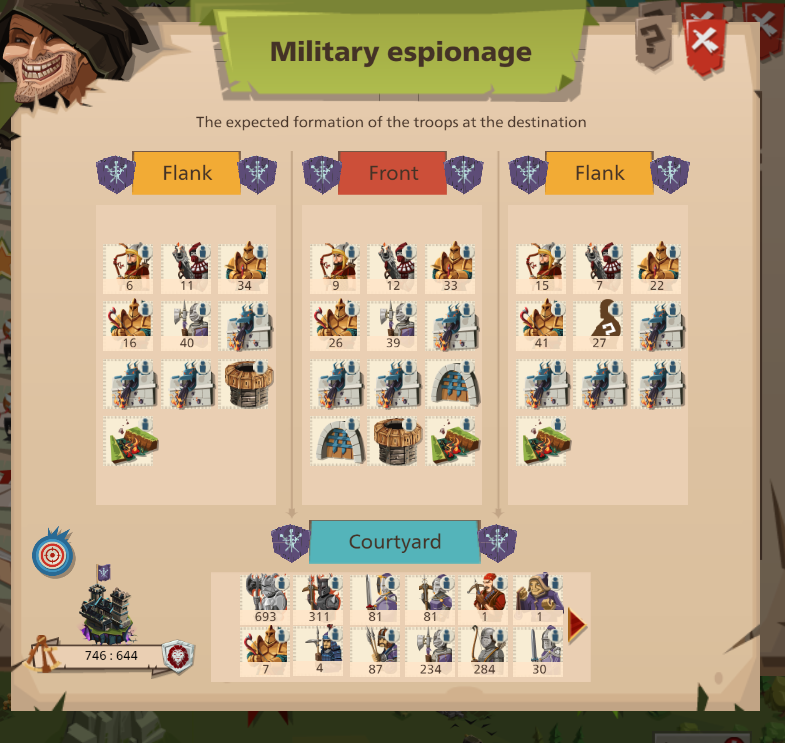 Military espionage
?
The expected formation of the troops at the destination
Flank
Front
Flank
6 11 34
9 12 33
15 7 22
16 40
26 39
41 27
Courtyard
693 311 81 81 1 1
7 4 87 234 284 30
746 : 644